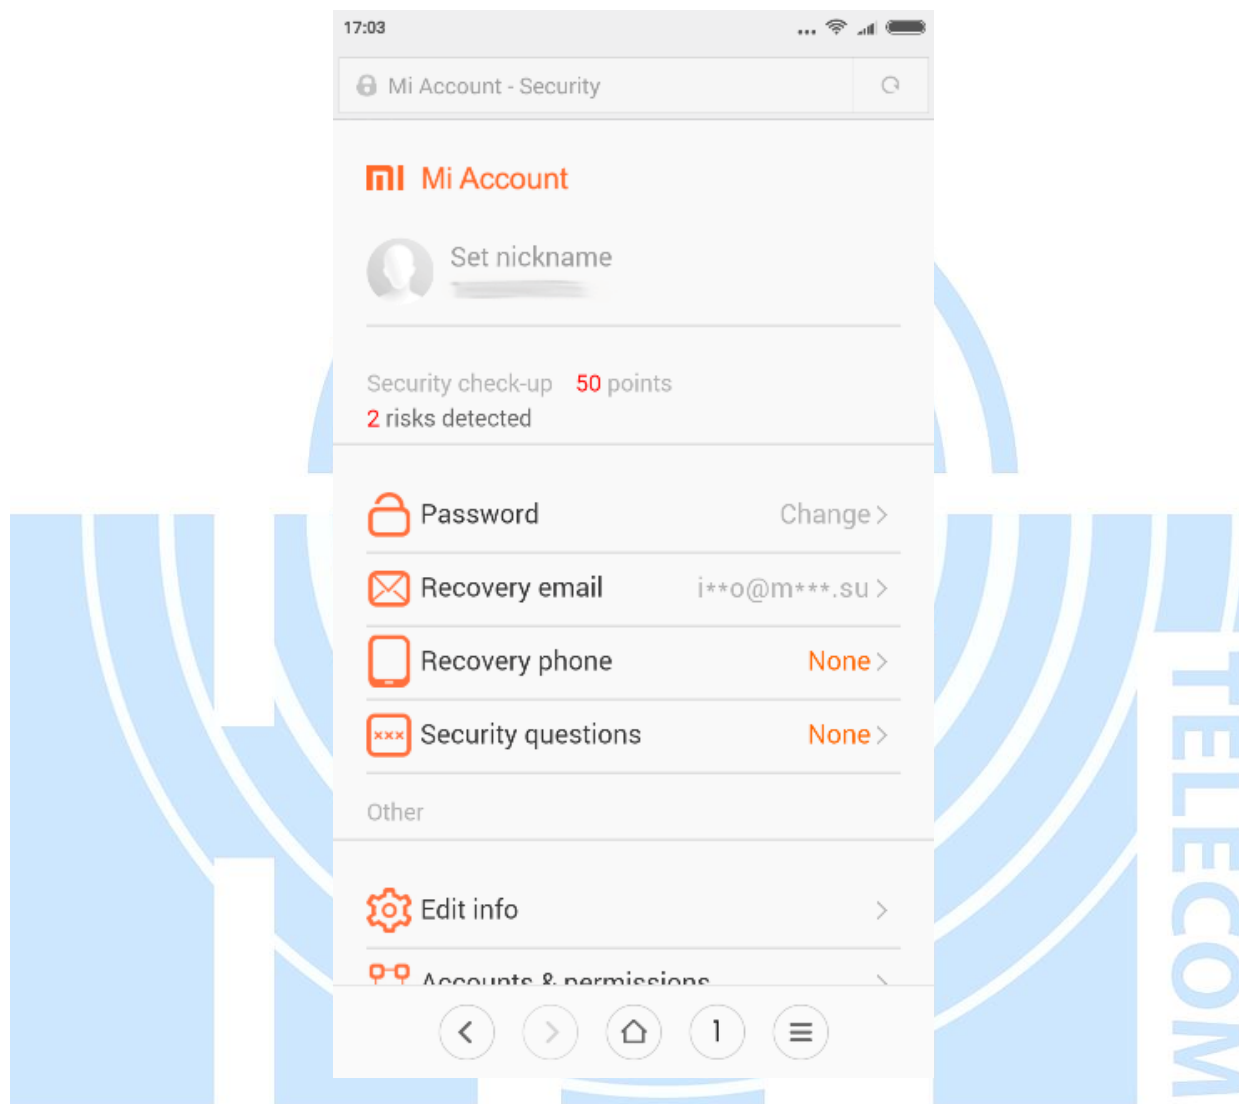 17:03
Mi Account - Security
Mi Account
Set nickname
Security check-up 50 points
2 risks detected
Password Change
Recovery email i**o@m***.su
Recovery phone None
Security questions None
Other
Edit info
Accounts & permissions
1
TELECOM